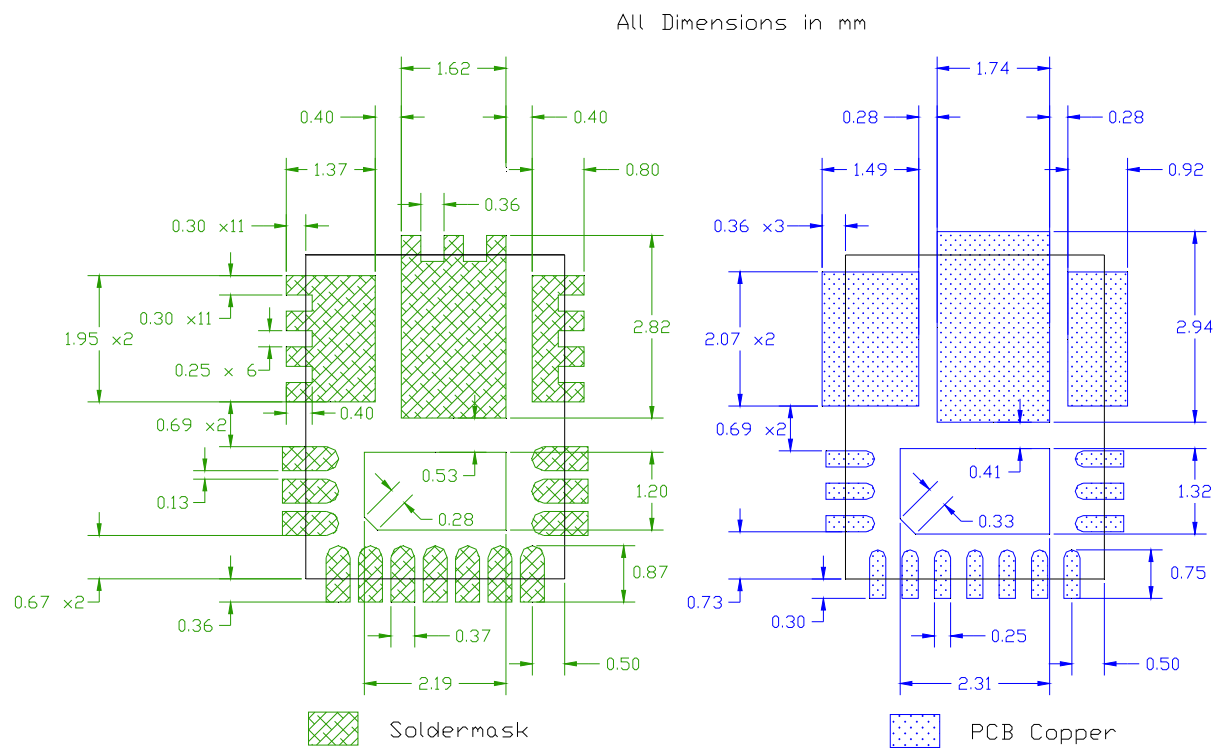 All Dimensions in mm
1.62
1.74
0.40
0.40
0.28
0.28
1.37
0.80
1.49
0.92
0.36
0.30 x11
0.36 x3
0.30 x11
2.82
2.94
1.95 x2
2.07 x2
0.25 x 6
0.40
0.69 x2
0.69 x2
0.53
0.41
1.20
1.32
0.13
0.28
0.33
0.87
0.75
0.67 x2
0.73
0.36
0.30
0.37
0.25
0.50
0.50
2.19
2.31
Soldermask
PCB Copper